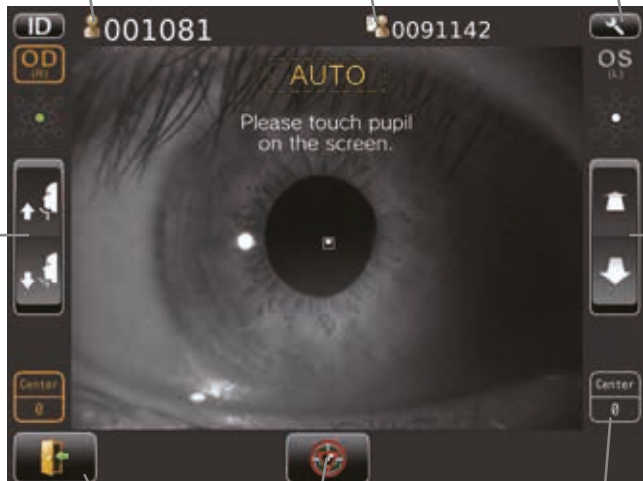 ID 001081 0091142
OD
(R)
OS
(L)
AUTO
Please touch pupil
on the screen.
Center
0
Center
0